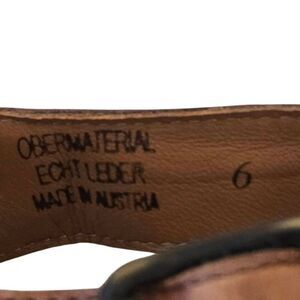 OBERMATERIAL
ECHT LEDER 6
MADE IN AUSTRIA